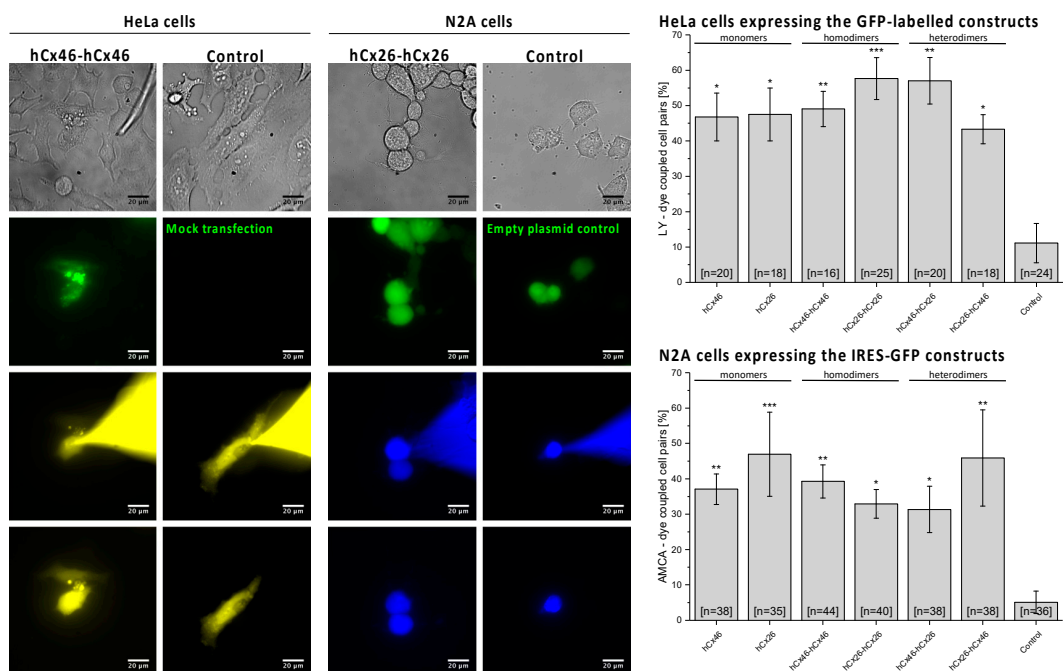 HeLa cells
N2A cells
hCx46-hCx46
Control
hCx26-hCx26
Control
20 µm
20 µm
20 µm
20 µm
Mock transfection
Empty plasmid control
20 µm
20 µm
20 µm
20 µm
20 µm
20 µm
20 µm
20 µm
20 µm
20 µm
20 µm
20 µm
HeLa cells expressing the GFP-labelled constructs
monomers
homodimers
heterodimers
LY - dye coupled cell pairs [%]
70
60
50
40
30
20
10
0
*
*
**
***
**
*
[n=20]
[n=18]
[n=16]
[n=25]
[n=20]
[n=18]
[n=24]
hCx46
hCx26
hCx46-hCx46
hCx26-hCx26
hCx46-hCx26
hCx26-hCx46
Control
N2A cells expressing the IRES-GFP constructs
monomers
homodimers
heterodimers
AMCA - dye coupled cell pairs [%]
70
60
50
40
30
20
10
0
**
***
**
*
*
**
[n=38]
[n=35]
[n=44]
[n=40]
[n=38]
[n=38]
[n=36]
hCx46
hCx26
hCx46-hCx46
hCx26-hCx26
hCx46-hCx26
hCx26-hCx46
Control